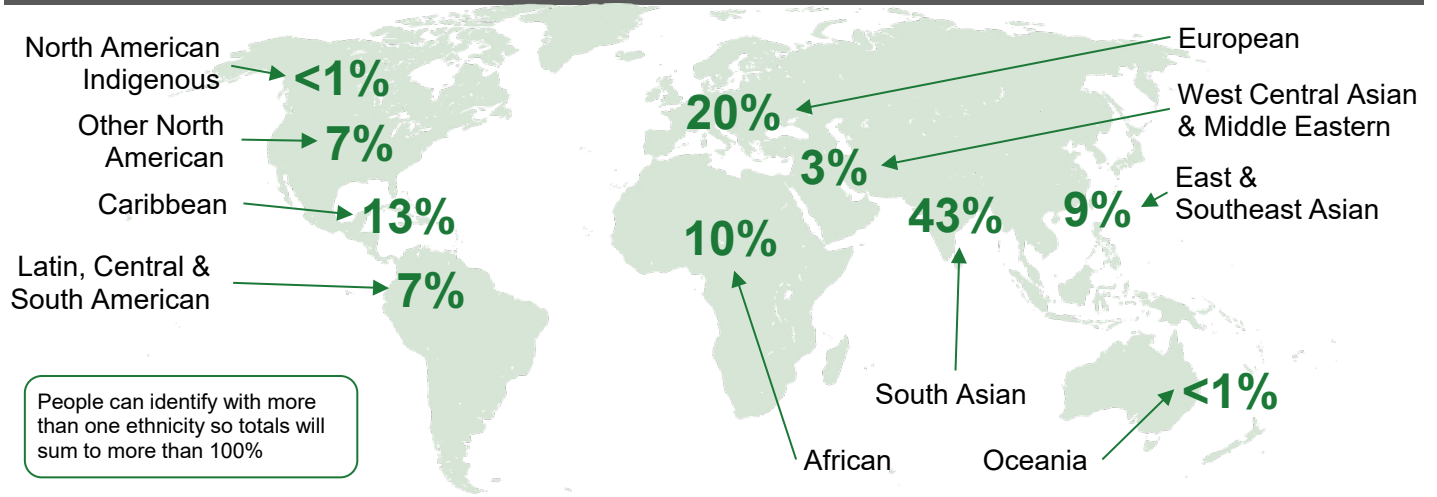 North American
Indigenous
<1%
Other North
American
7%
Caribbean
13%
Latin, Central &
South American
7%
European
20%
West Central Asian
& Middle Eastern
3%
East &
Southeast Asian
9%
South Asian
43%
African
10%
Oceania
<1%
People can identify with more
than one ethnicity so totals will
sum to more than 100%